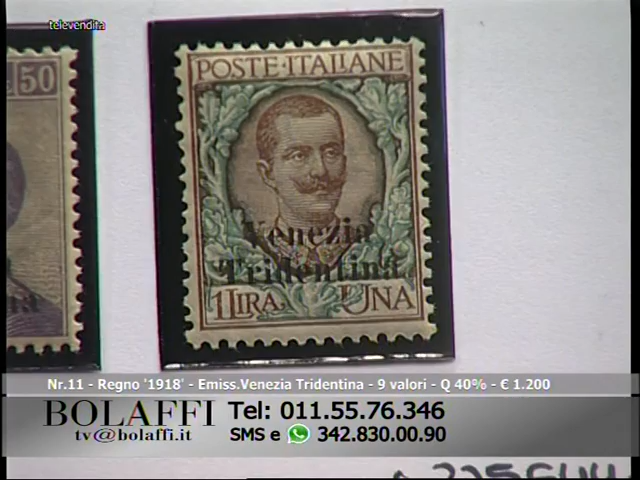 televendita
50
POSTE·ITALIANE
Venezia
Tridentina
1 LIRA UNA
Nr.11 - Regno '1918' - Emiss.Venezia Tridentina - 9 valori - Q 40% - € 1.200
BOLAFFI
tv@bolaffi.it
Tel: 011.55.76.346
SMS e 342.830.00.90